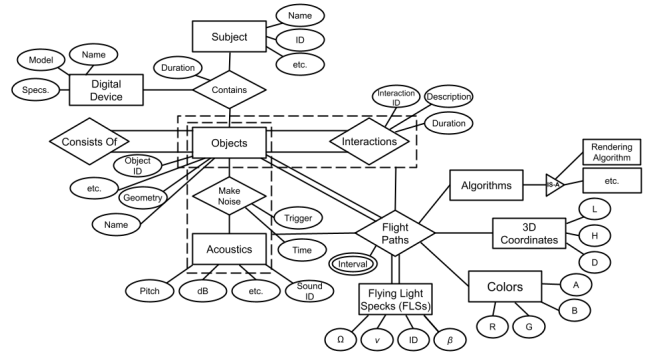 Name
Subject
ID
etc.
Model
Name
Duration
Specs.
Digital
Device
Contains
Interaction
ID
Description
Duration
Consists Of
Objects
Interactions
Object
ID
etc.
Geometry
Name
Make
Noise
Trigger
Time
Acoustics
Pitch
dB
etc.
Sound
ID
Flight
Paths
Interval
Algorithms
IS-A
Rendering
Algorithm
etc.
3D
Coordinates
L
H
D
Colors
A
B
R
G
Flying Light
Specks (FLSs)
Ω
ν
ID
β